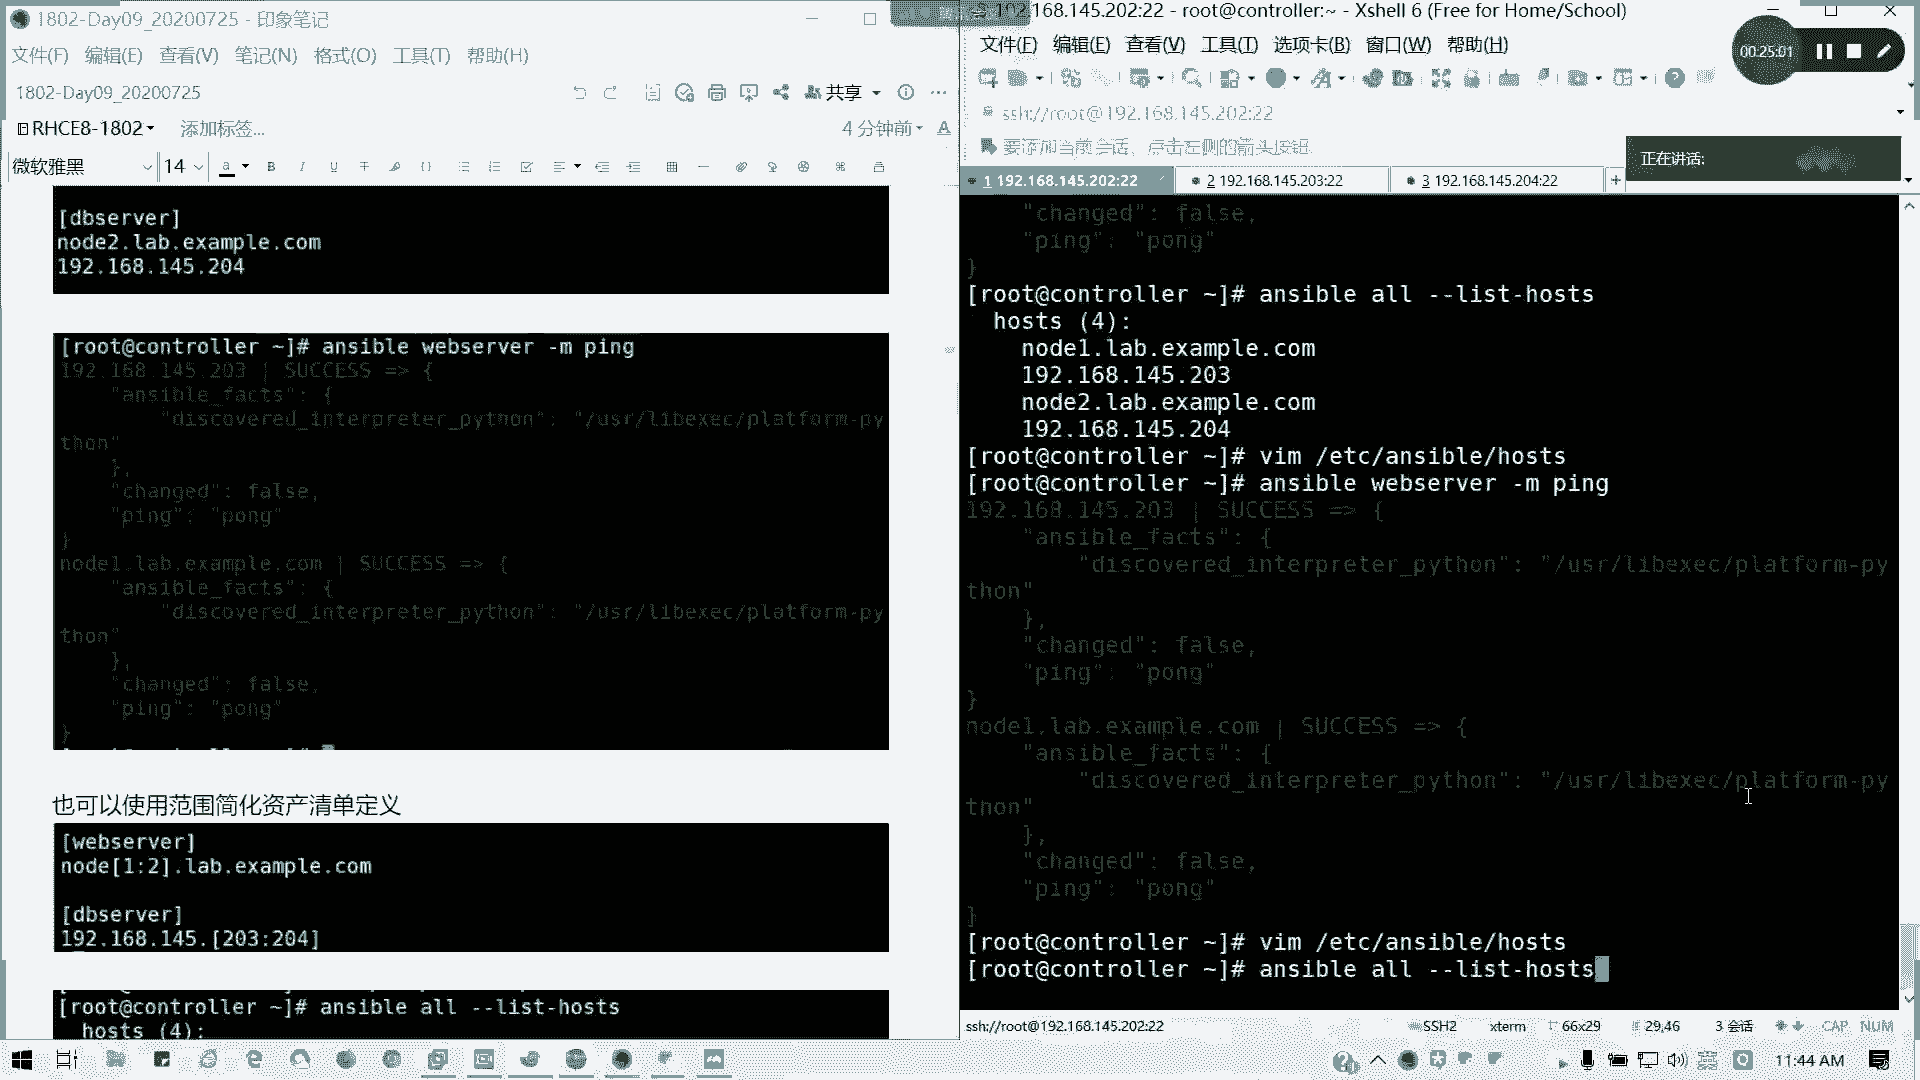 1802-Day09_20200725 - 印象笔记
文件(F) 编辑(E) 查看(V) 笔记(N) 格式(O) 工具(T) 帮助(H)
1802-Day09_20200725
共享
RHCE8-1802 添加标签...
4 分钟前
微软雅黑 14
[dbserver]
node2.lab.example.com
192.168.145.204
[root@controller ~]# ansible webserver -m ping
192.168.145.203 | SUCCESS => {
"ansible_facts": {
"discovered_interpreter_python": "/usr/libexec/platform-py
thon"
},
"changed": false,
"ping": "pong"
}
node1.lab.example.com | SUCCESS => {
"ansible_facts": {
"discovered_interpreter_python": "/usr/libexec/platform-py
thon"
},
"changed": false,
"ping": "pong"
}
也可以使用范围简化资产清单定义
[webserver]
node[1:2].lab.example.com
[dbserver]
192.168.145.[203:204]
[root@controller ~]# ansible all --list-hosts
hosts (4):
192.168.145.202:22 - root@controller:~ - Xshell 6 (Free for Home/School)
文件(F) 编辑(E) 查看(V) 工具(T) 选项卡(B) 窗口(W) 帮助(H)
00:25:01
ssh://root@192.168.145.202:22
要添加当前会话，点击左侧的箭头按钮.
正在讲话:
1 192.168.145.202:22
2 192.168.145.203:22
3 192.168.145.204:22
"changed": false,
"ping": "pong"
}
[root@controller ~]# ansible all --list-hosts
hosts (4):
node1.lab.example.com
192.168.145.203
node2.lab.example.com
192.168.145.204
[root@controller ~]# vim /etc/ansible/hosts
[root@controller ~]# ansible webserver -m ping
192.168.145.203 | SUCCESS => {
"ansible_facts": {
"discovered_interpreter_python": "/usr/libexec/platform-py
thon"
},
"changed": false,
"ping": "pong"
}
node1.lab.example.com | SUCCESS => {
"ansible_facts": {
"discovered_interpreter_python": "/usr/libexec/platform-py
thon"
},
"changed": false,
"ping": "pong"
}
[root@controller ~]# vim /etc/ansible/hosts
[root@controller ~]# ansible all --list-hosts
ssh://root@192.168.145.202:22 SSH2 xterm 66x29 29,46 3 会话 CAP NUM
英 11:44 AM